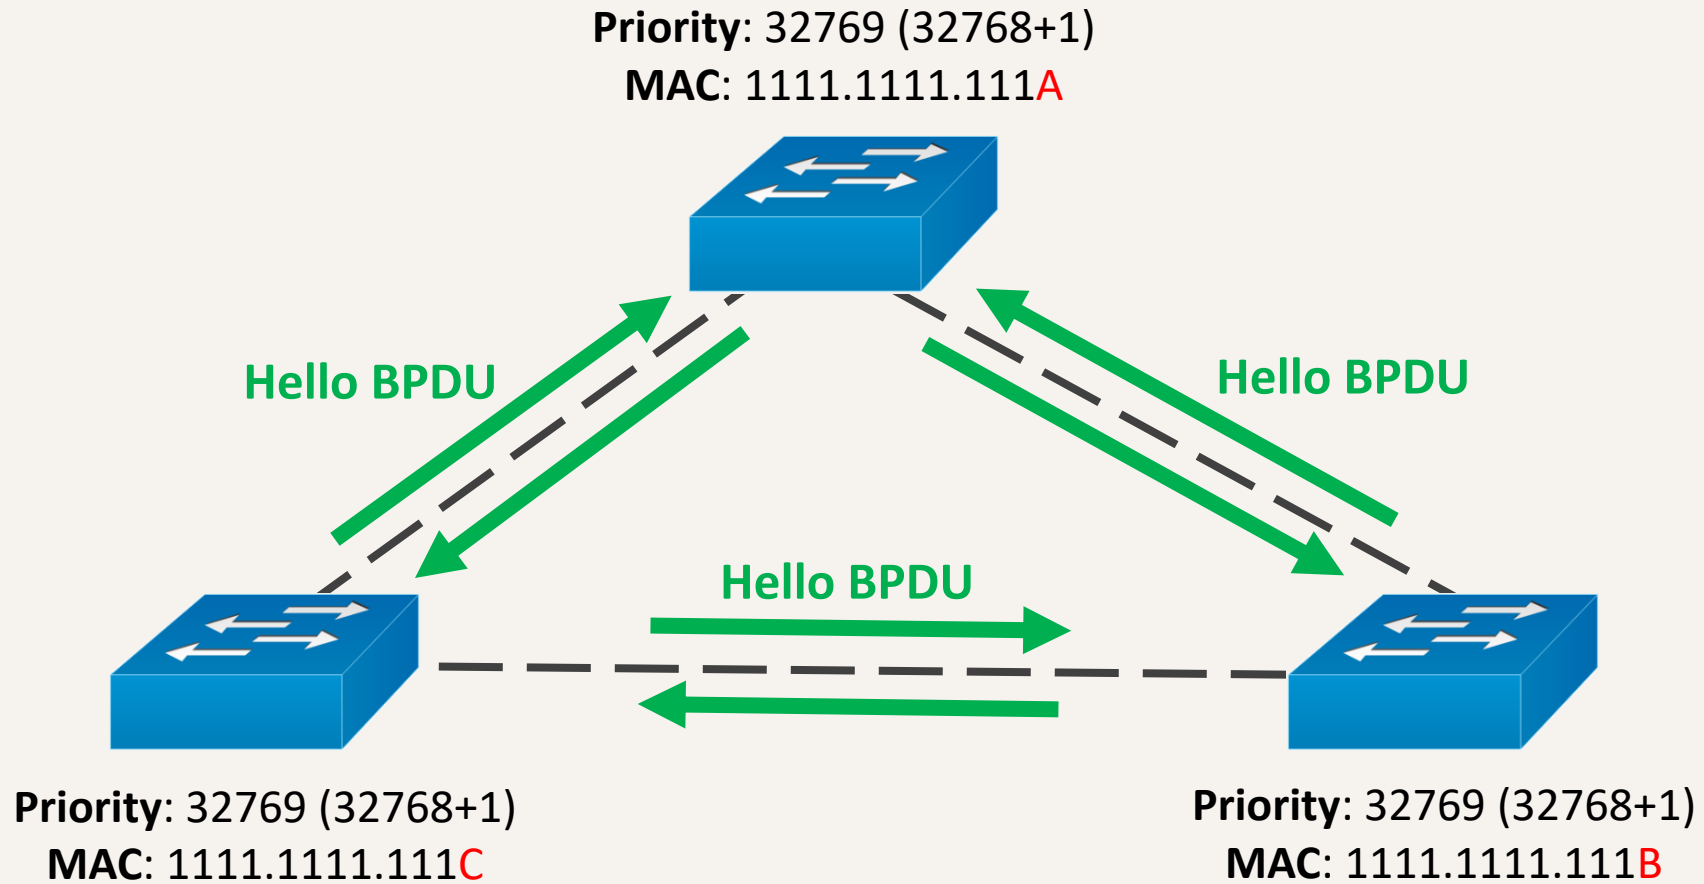 Priority: 32769 (32768+1)
MAC: 1111.1111.111A
Hello BPDU
Hello BPDU
Hello BPDU
Priority: 32769 (32768+1)
MAC: 1111.1111.111C
Priority: 32769 (32768+1)
MAC: 1111.1111.111B